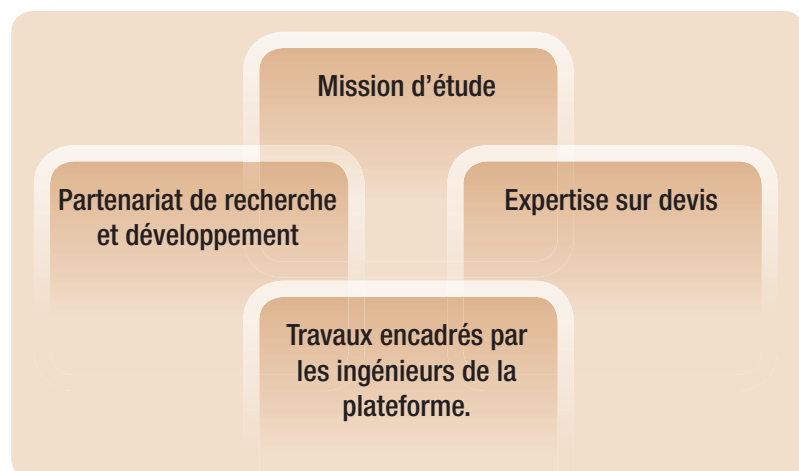 Mission d'étude
Partenariat de recherche
et développement
Expertise sur devis
Travaux encadrés par
les ingénieurs de la
plateforme.